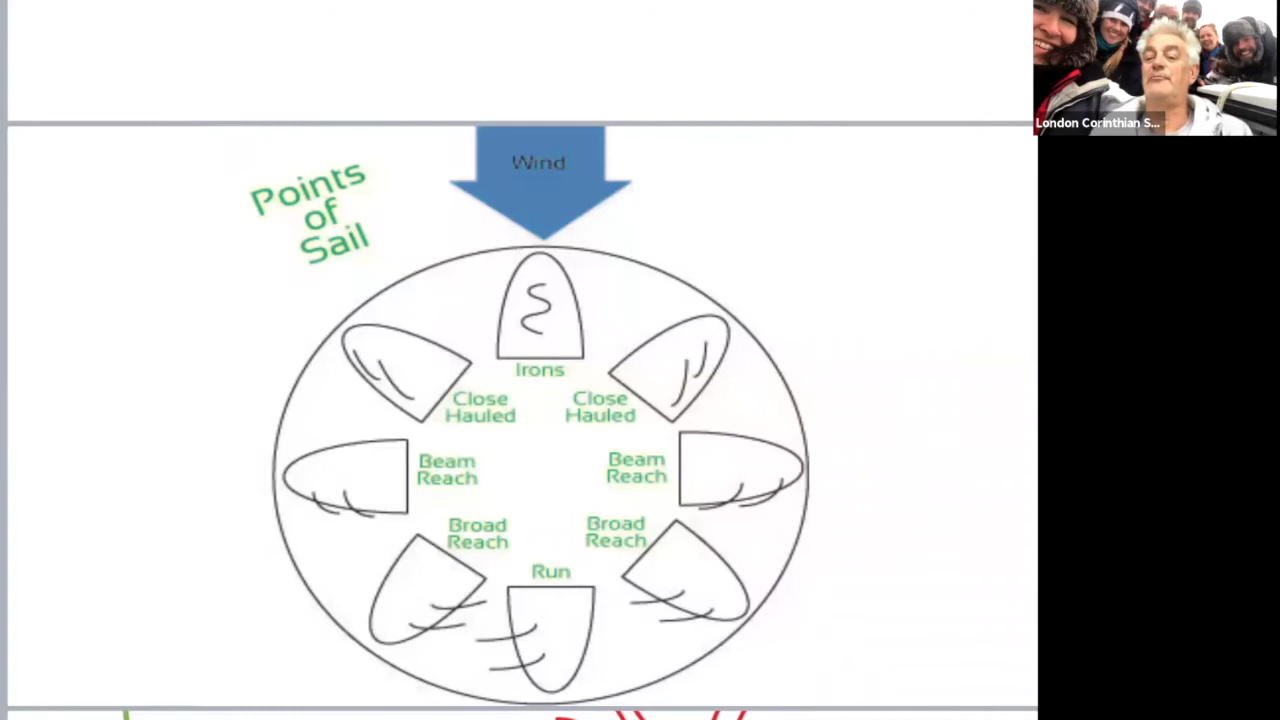 London Corinthian S...
Wind
Points
of
Sail
Irons
Close
Hauled
Close
Hauled
Beam
Reach
Beam
Reach
Broad
Reach
Broad
Reach
Run